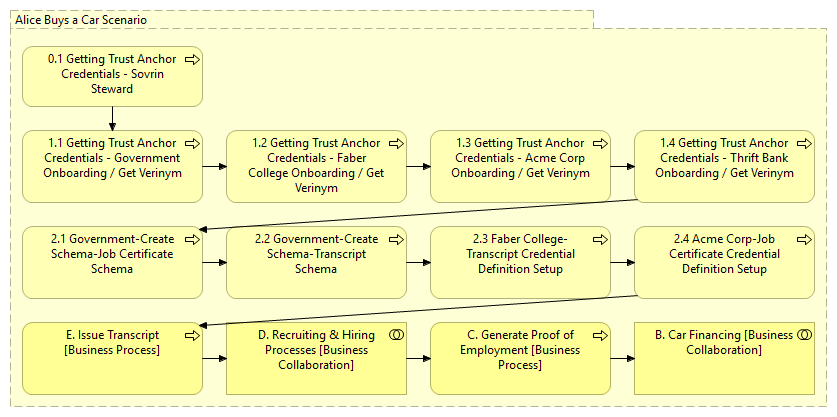 Alice Buys a Car Scenario
0.1 Getting Trust Anchor
Credentials - Sovrin
Steward
1.1 Getting Trust Anchor
Credentials - Government
Onboarding / Get Verinym
1.2 Getting Trust Anchor
Credentials - Faber
College Onboarding / Get
Verinym
1.3 Getting Trust Anchor
Credentials - Acme Corp
Onboarding / Get Verinym
1.4 Getting Trust Anchor
Credentials - Thrift Bank
Onboarding / Get Verinym
2.1 Government-Create
Schema-Job Certificate
Schema
2.2 Government-Create
Schema-Transcript
Schema
2.3 Faber College-
Transcript Credential
Definition Setup
2.4 Acme Corp-Job
Certificate Credential
Definition Setup
E. Issue Transcript
[Business Process]
D. Recruiting & Hiring
Processes [Business
Collaboration]
C. Generate Proof of
Employment [Business
Process]
B. Car Financing [Business
Collaboration]